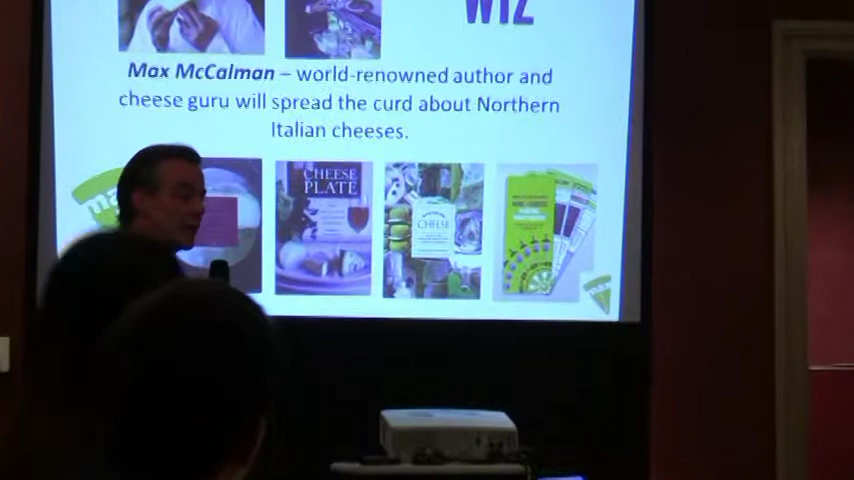 WIZ
Max McCalman – world-renowned author and
cheese guru will spread the curd about Northern
Italian cheeses.
CHEESE
PLATE
CHEESE